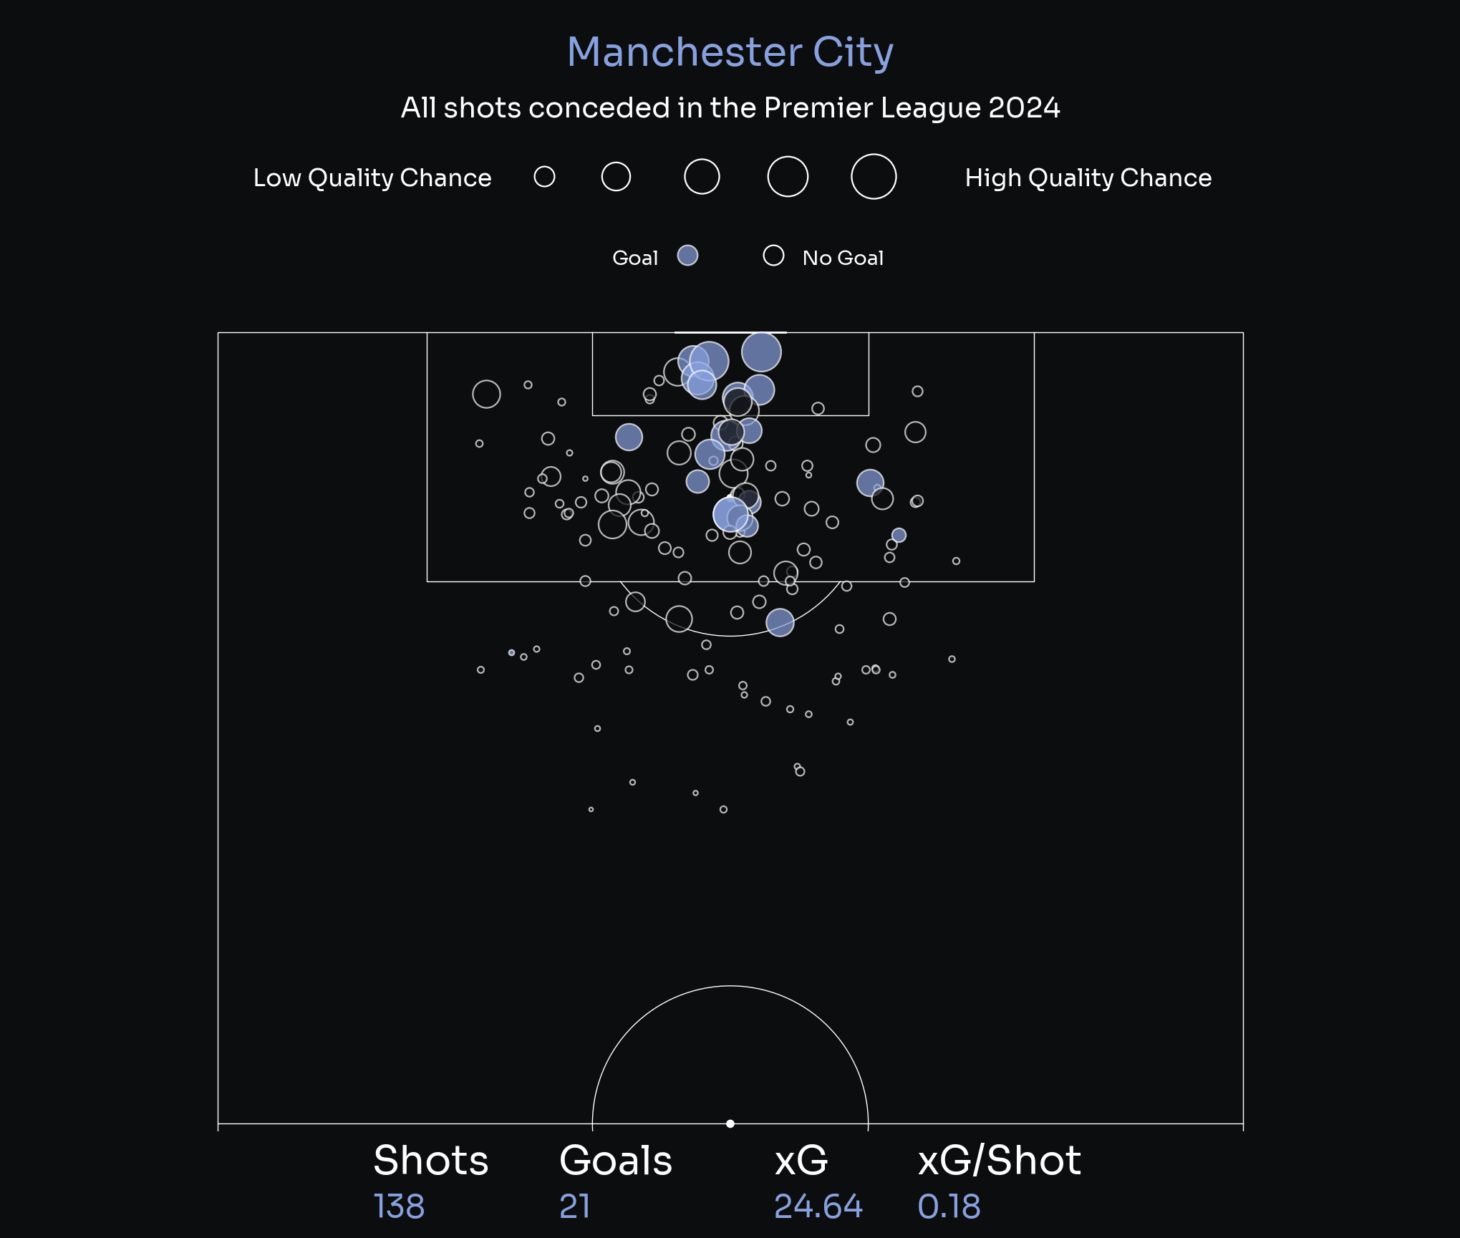 Manchester City
All shots conceded in the Premier League 2024
Low Quality Chance High Quality Chance
Goal No Goal
Shots Goals xG xG/Shot
138 21 24.64 0.18